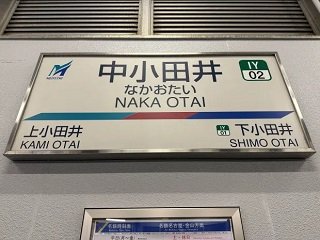 MEITETSU
中小田井
なかおたい
NAKA OTAI
IY
02
上小田井
KAMI OTAI
IY
01
下小田井
SHIMO OTAI